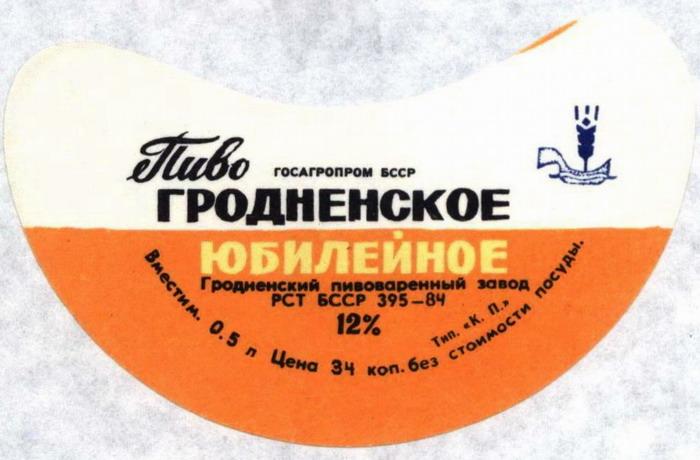 Пиво
ГОСАГРОПРОМ БССР
ГРОДНЕНСКОЕ
ЮБИЛЕЙНОЕ
Гродненский пивоваренный завод
РСТ БССР 395—84
12%
Тип. «К. П.»
Вместим. 0.5 л Цена 34 коп. без стоимости посуды.